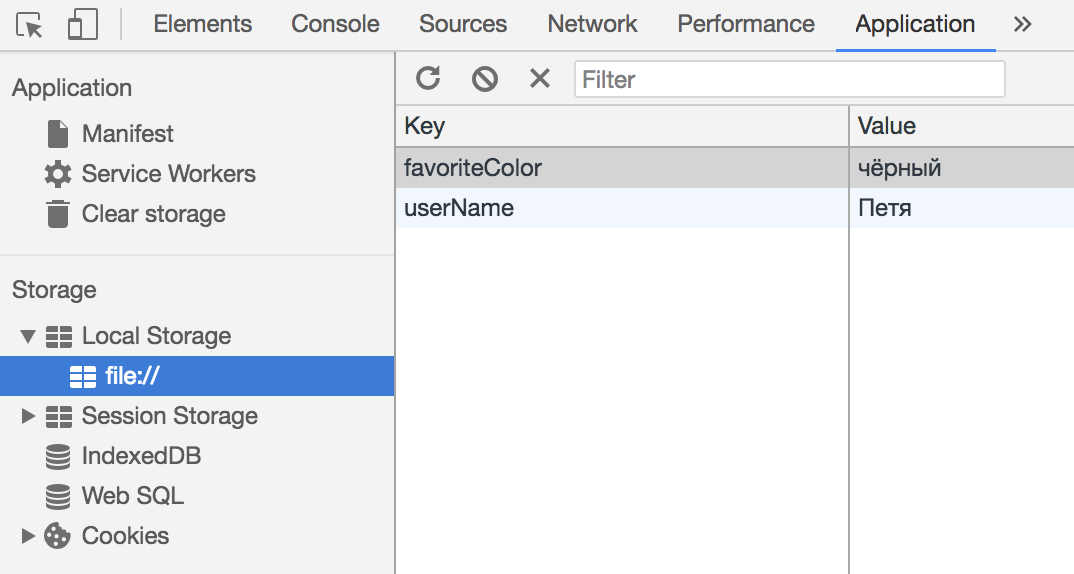 Elements Console Sources Network Performance Application »
Application
Manifest
Service Workers
Clear storage
Storage
Local Storage
file://
Session Storage
IndexedDB
Web SQL
Cookies
Filter
Key Value
favoriteColor чёрный
userName Петя